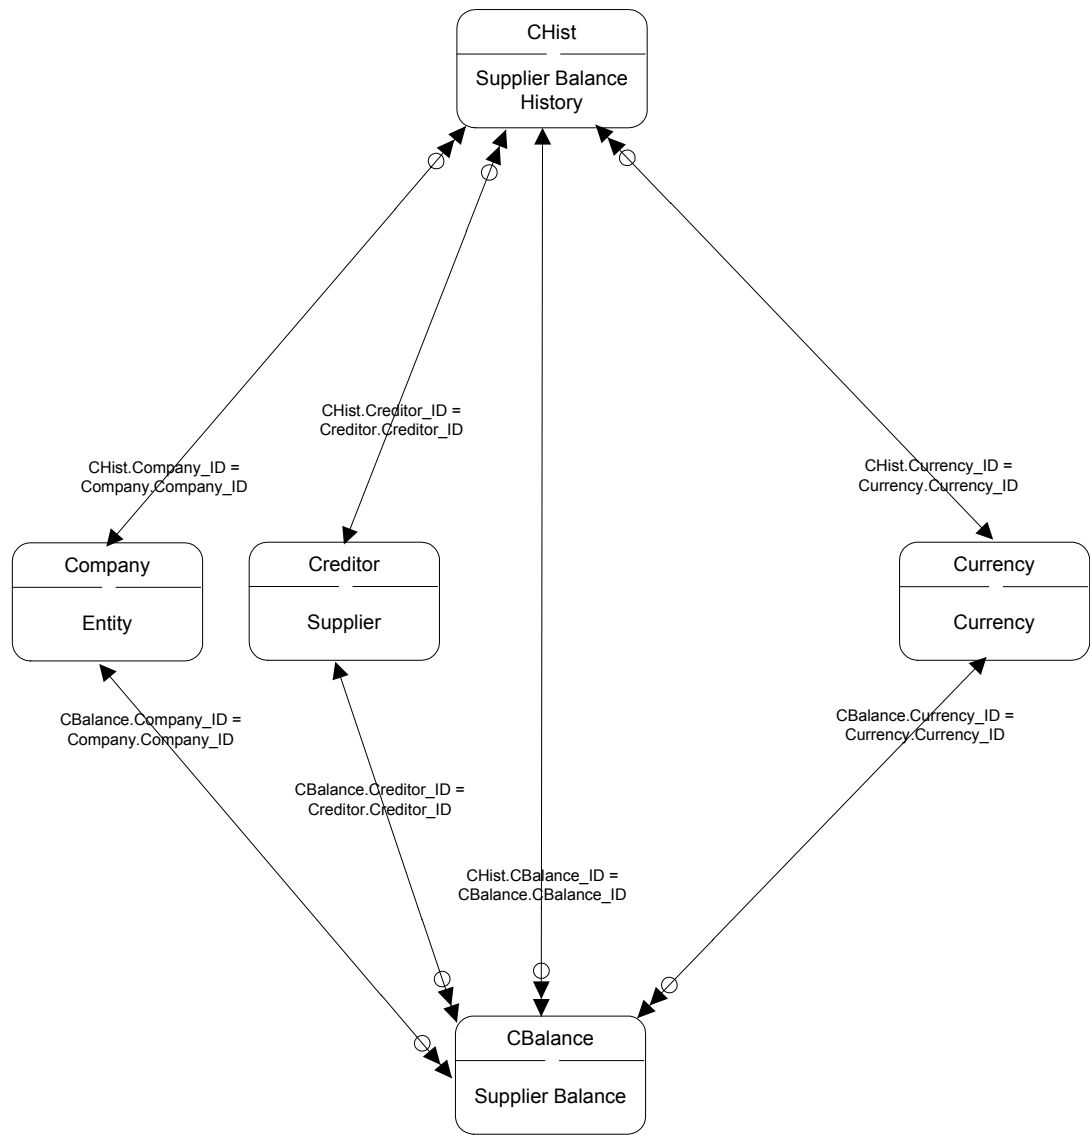 CHist
Supplier Balance
History
CHist.Creditor_ID =
Creditor.Creditor_ID
CHist.Company_ID =
Company.Company_ID
CHist.Currency_ID =
Currency.Currency_ID
Company
Entity
Creditor
Supplier
Currency
Currency
CBalance.Company_ID =
Company.Company_ID
CBalance.Currency_ID =
Currency.Currency_ID
CBalance.Creditor_ID =
Creditor.Creditor_ID
CHist.CBalance_ID =
CBalance.CBalance_ID
CBalance
Supplier Balance